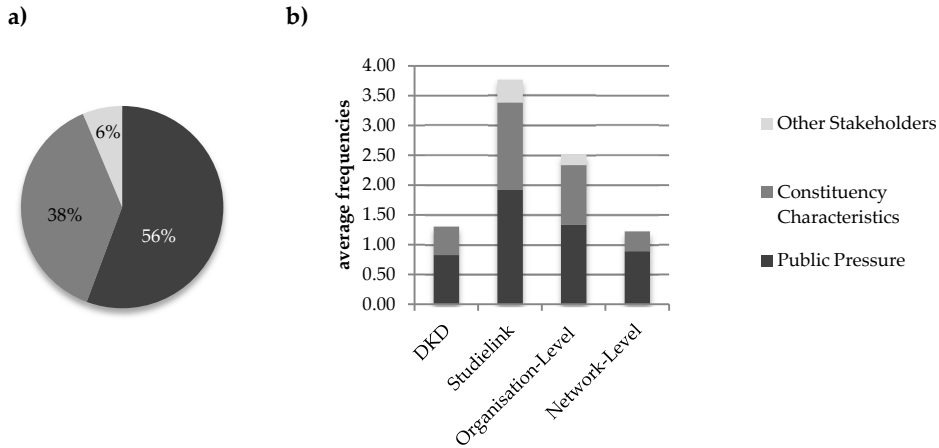 a)
6%
38%
56%
b)
average frequencies
4.00
3.50
3.00
2.50
2.00
1.50
1.00
0.50
0.00
DKD
Studielink
Organisation-Level
Network-Level
Other Stakeholders
Constituency
Characteristics
Public Pressure